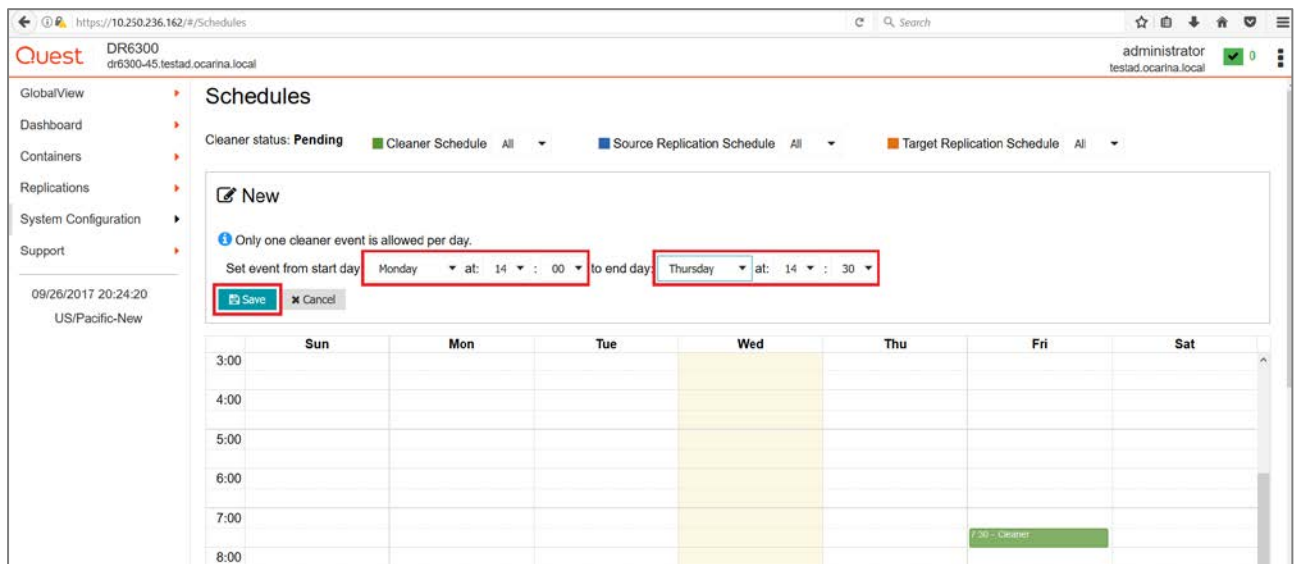 https://10.250.236.162/#/Schedules
Search
Quest
DR6300
dr6300-45.testad.ocarina.local
administrator
testad.ocarina.local
0
GlobalView
Dashboard
Containers
Replications
System Configuration
Support
09/26/2017 20:24:20
US/Pacific-New
Schedules
Cleaner status: Pending
Cleaner Schedule All
Source Replication Schedule All
Target Replication Schedule All
New
Only one cleaner event is allowed per day.
Set event from start day Monday at: 14 : 00 to end day: Thursday at: 14 : 30
Save Cancel
Sun Mon Tue Wed Thu Fri Sat
3:00
4:00
5:00
6:00
7:00
7:30 - Cleaner
8:00